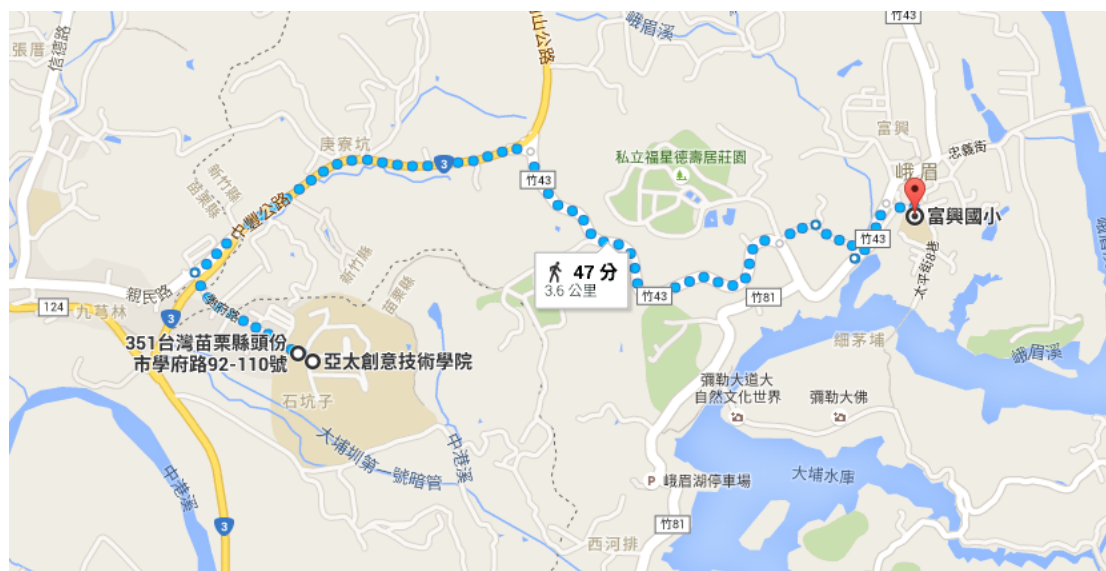 竹43
峨眉溪
山公路
張厝
信德路
富興
忠義街
庚寮坑
3
私立福星德壽居莊園
峨眉
竹43
新竹縣
苗栗縣
中豐公路
富興國小
竹43
太平街8巷
47 分
3.6 公里
新竹縣
苗栗縣
竹43
竹81
親民路
124
九芎林
3
學府路
351台灣苗栗縣頭份
市學府路92-110號
亞太創意技術學院
細茅埔
峨眉溪
峨眉
彌勒大道大
自然文化世界
彌勒大佛
石坑子
大埔圳第一號暗管
中港溪
中港溪
P 峨眉湖停車場
大埔水庫
3
竹81
西河排